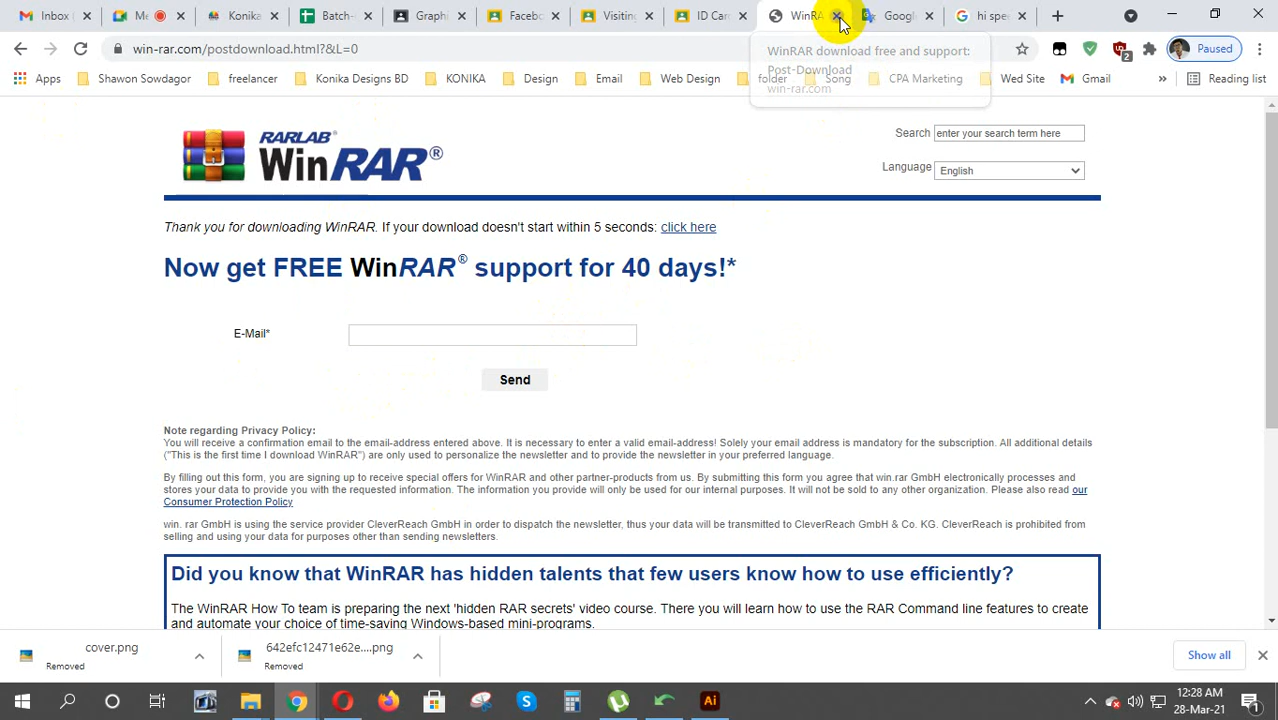 Inbox
Me
Konika
Batch-
Graphi
Facebo
Visiting
ID Car
WinRA
Googl
hi spe
win-rar.com/postdownload.html?&L=0
Paused
2
Apps
Shawon Sowdagor
freelancer
Konika Designs BD
KONIKA
Design
Email
Web Design
folder
Song
CPA Marketing
Wed Site
Gmail
»
Reading list
WinRAR download free and support:
Post-Download
win-rar.com
RARLAB®
WinRAR®
Search
enter your search term here
Language
English
Thank you for downloading WinRAR. If your download doesn't start within 5 seconds: click here
Now get FREE WinRAR® support for 40 days!*
E-Mail*
Send
Note regarding Privacy Policy:
You will receive a confirmation email to the email-address entered above. It is necessary to enter a valid email-address! Solely your email address is mandatory for the subscription. All additional details
("This is the first time I download WinRAR") are only used to personalize the newsletter and to provide the newsletter in your preferred language.
By filling out this form, you are signing up to receive special offers for WinRAR and other partner-products from us. By submitting this form you agree that win.rar GmbH electronically processes and
stores your data to provide you with the requested information. The information you provide will only be used for our internal purposes. It will not be sold to any other organization. Please also read our
Consumer Protection Policy
win. rar GmbH is using the service provider CleverReach GmbH in order to dispatch the newsletter, thus your data will be transmitted to CleverReach GmbH & Co. KG. CleverReach is prohibited from
selling and using your data for purposes other than sending newsletters.
Did you know that WinRAR has hidden talents that few users know how to use efficiently?
The WinRAR How To team is preparing the next 'hidden RAR secrets' video course. There you will learn how to use the RAR Command line features to create
and automate your choice of time-saving Windows-based mini-programs.
cover.png
Removed
642efc12471e62e....png
Removed
Show all
Ai
12:28 AM
28-Mar-21
1